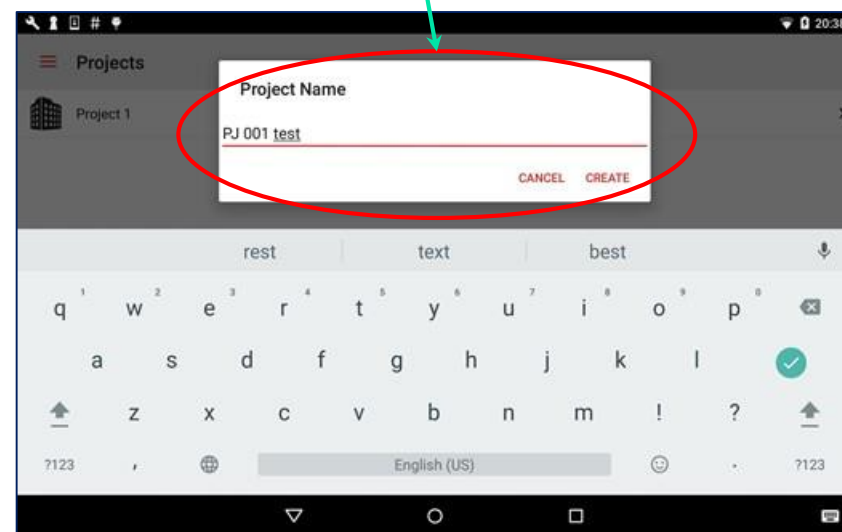 # 20:38
Projects
Project 1
Project Name
PJ 001 test
CANCEL CREATE
rest text best
q 1 w 2 e 3 r 4 t 5 y 6 u 7 i 8 o 9 p 0
a s d f g h j k l
z x c v b n m ! ?
?123 , English (US) . ?123